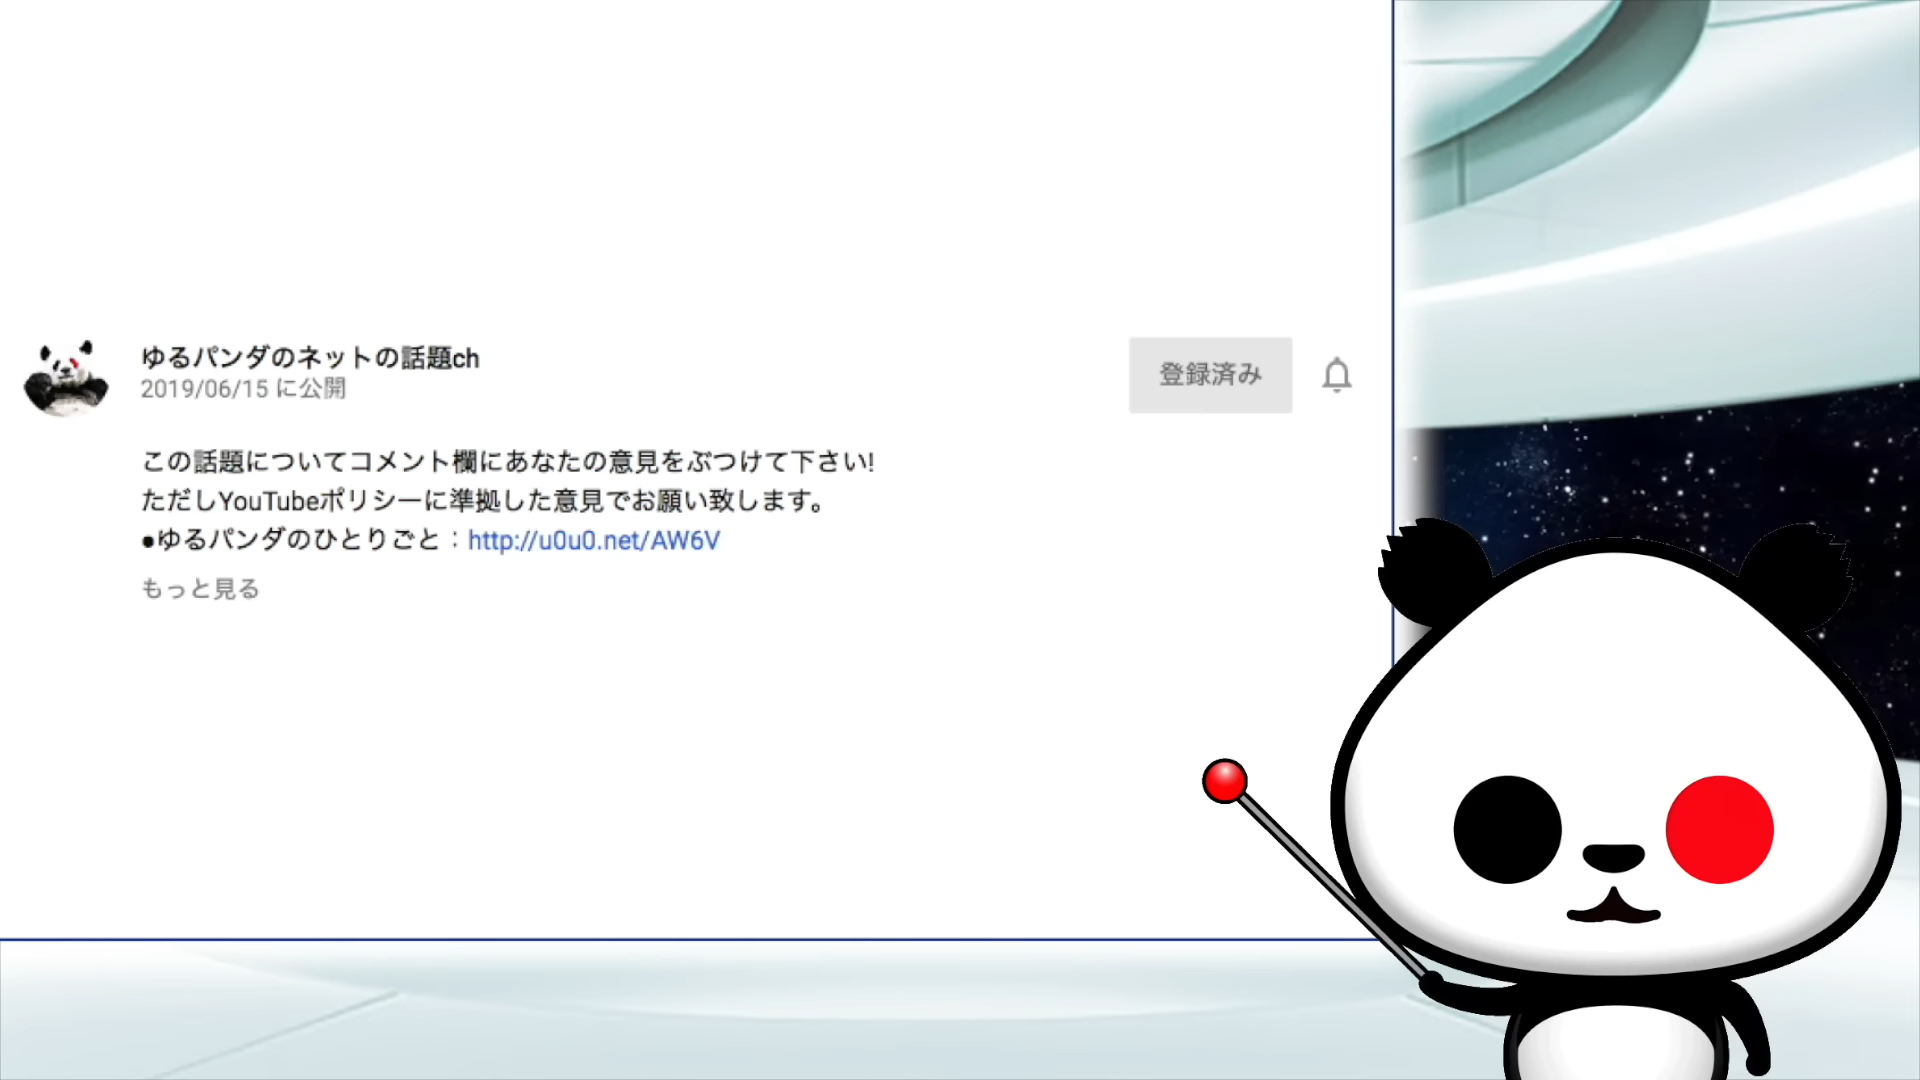 ゆるパンダのネットの話題ch
2019/06/15 に公開
登録済み
この話題についてコメント欄にあなたの意見をぶつけて下さい!
ただしYouTubeポリシーに準拠した意見でお願い致します。
●ゆるパンダのひとりごと：http://u0u0.net/AW6V
もっと見る